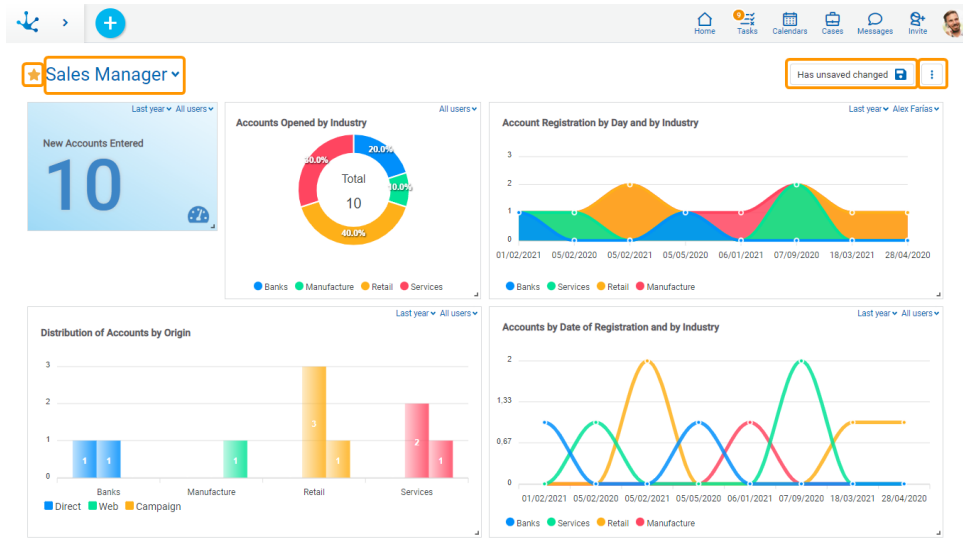 9
Home Tasks Calendars Cases Messages Invite
Sales Manager
Has unsaved changed
Last year All users
New Accounts Entered
10
All users
Accounts Opened by Industry
20.0%
30.0%
10.0%
40.0%
Total
10
Banks Manufacture Retail Services
Last year Alex Farías
Account Registration by Day and by Industry
3
2
1
0
01/02/2021 05/02/2020 05/02/2021 05/05/2020 06/01/2021 07/09/2020 18/03/2021 28/04/2020
Banks Services Retail Manufacture
Last year All users
Distribution of Accounts by Origin
3
2
1
0
1 1 1 3 1 2 1
Banks Manufacture Retail Services
Direct Web Campaign
Last year All users
Accounts by Date of Registration and by Industry
2
1,33
0,67
0
01/02/2021 05/02/2020 05/02/2021 05/05/2020 06/01/2021 07/09/2020 18/03/2021 28/04/2020
Banks Services Retail Manufacture